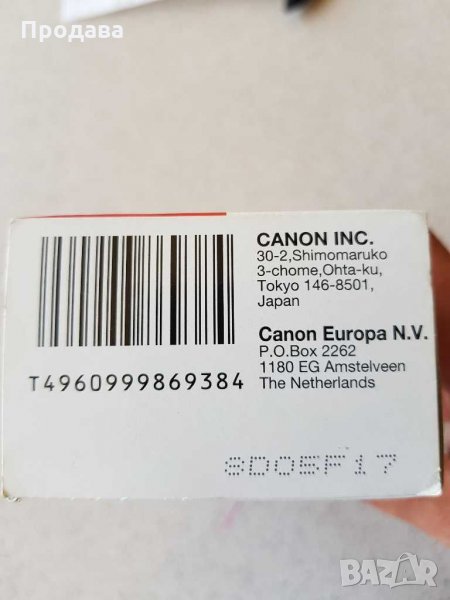 Продава
CANON INC.
30-2,Shimomaruko
3-chome,Ohta-ku,
Tokyo 146-8501,
Japan
Canon Europa N.V.
P.O.Box 2262
1180 EG Amstelveen
The Netherlands
T4960999869384
8D05F17
BAZAR